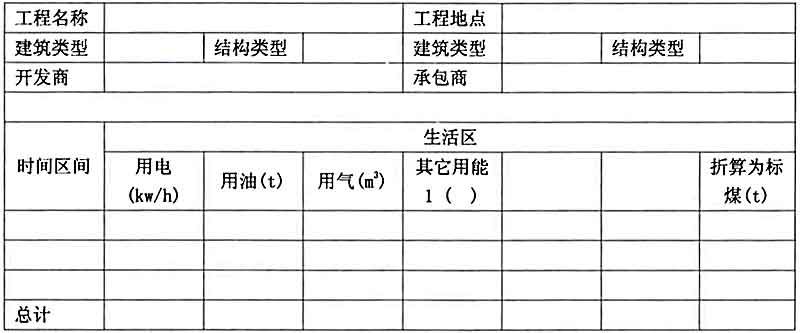 工程名称 工程地点
建筑类型 结构类型 建筑类型 结构类型
开发商 承包商
生活区
时间区间
用电
(kw/h)
用油(t)
用气(m³)
其它用能
1 ( )
折算为标
煤(t)
总计